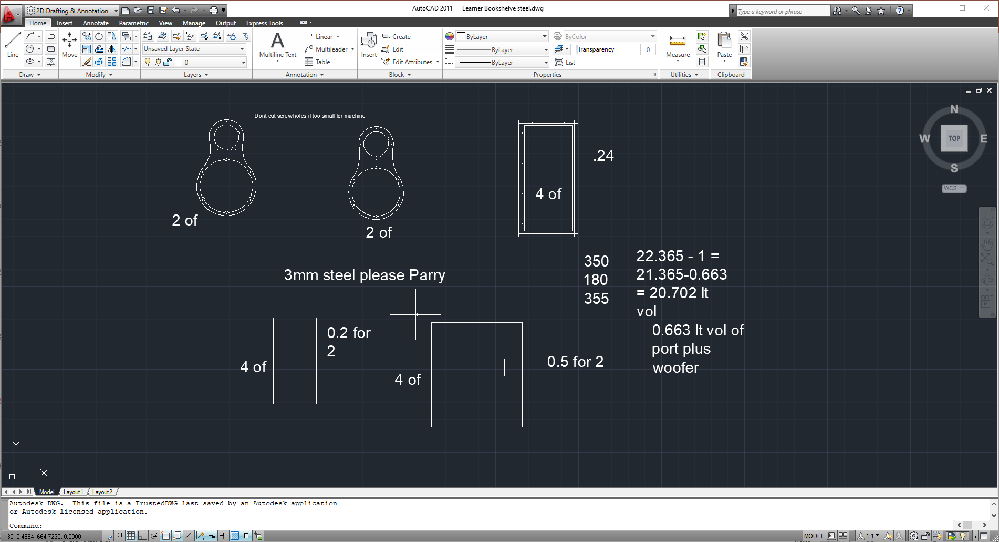 2D Drafting & Annotation
AutoCAD 2011 Learner Bookshelve steel.dwg
Type a keyword or phrase
Home Insert Annotate Parametric View Manage Output Express Tools
Line
Move
Unsaved Layer State
0
Multiline Text
Linear
Multileader
Table
Insert
Create
Edit
Edit Attributes
ByLayer
ByLayer
ByLayer
ByColor
Transparency 0
List
Measure
Paste
Draw Modify Layers Annotation Block Properties Utilities Clipboard
Dont cut screwholes if too small for machine
N
W TOP E
S
WCS
.24
4 of
2 of
2 of
3mm steel please Parry
350
180
355
22.365 - 1 =
21.365-0.663
= 20.702 lt
vol
0.663 lt vol of
port plus
woofer
0.2 for
2
4 of
4 of
0.5 for 2
Y
X
Model Layout1 Layout2
Autodesk DWG. This file is a TrustedDWG last saved by an Autodesk application
or Autodesk licensed application.
Command:
3510.4984, 664.7230, 0.0000
MODEL
1:1